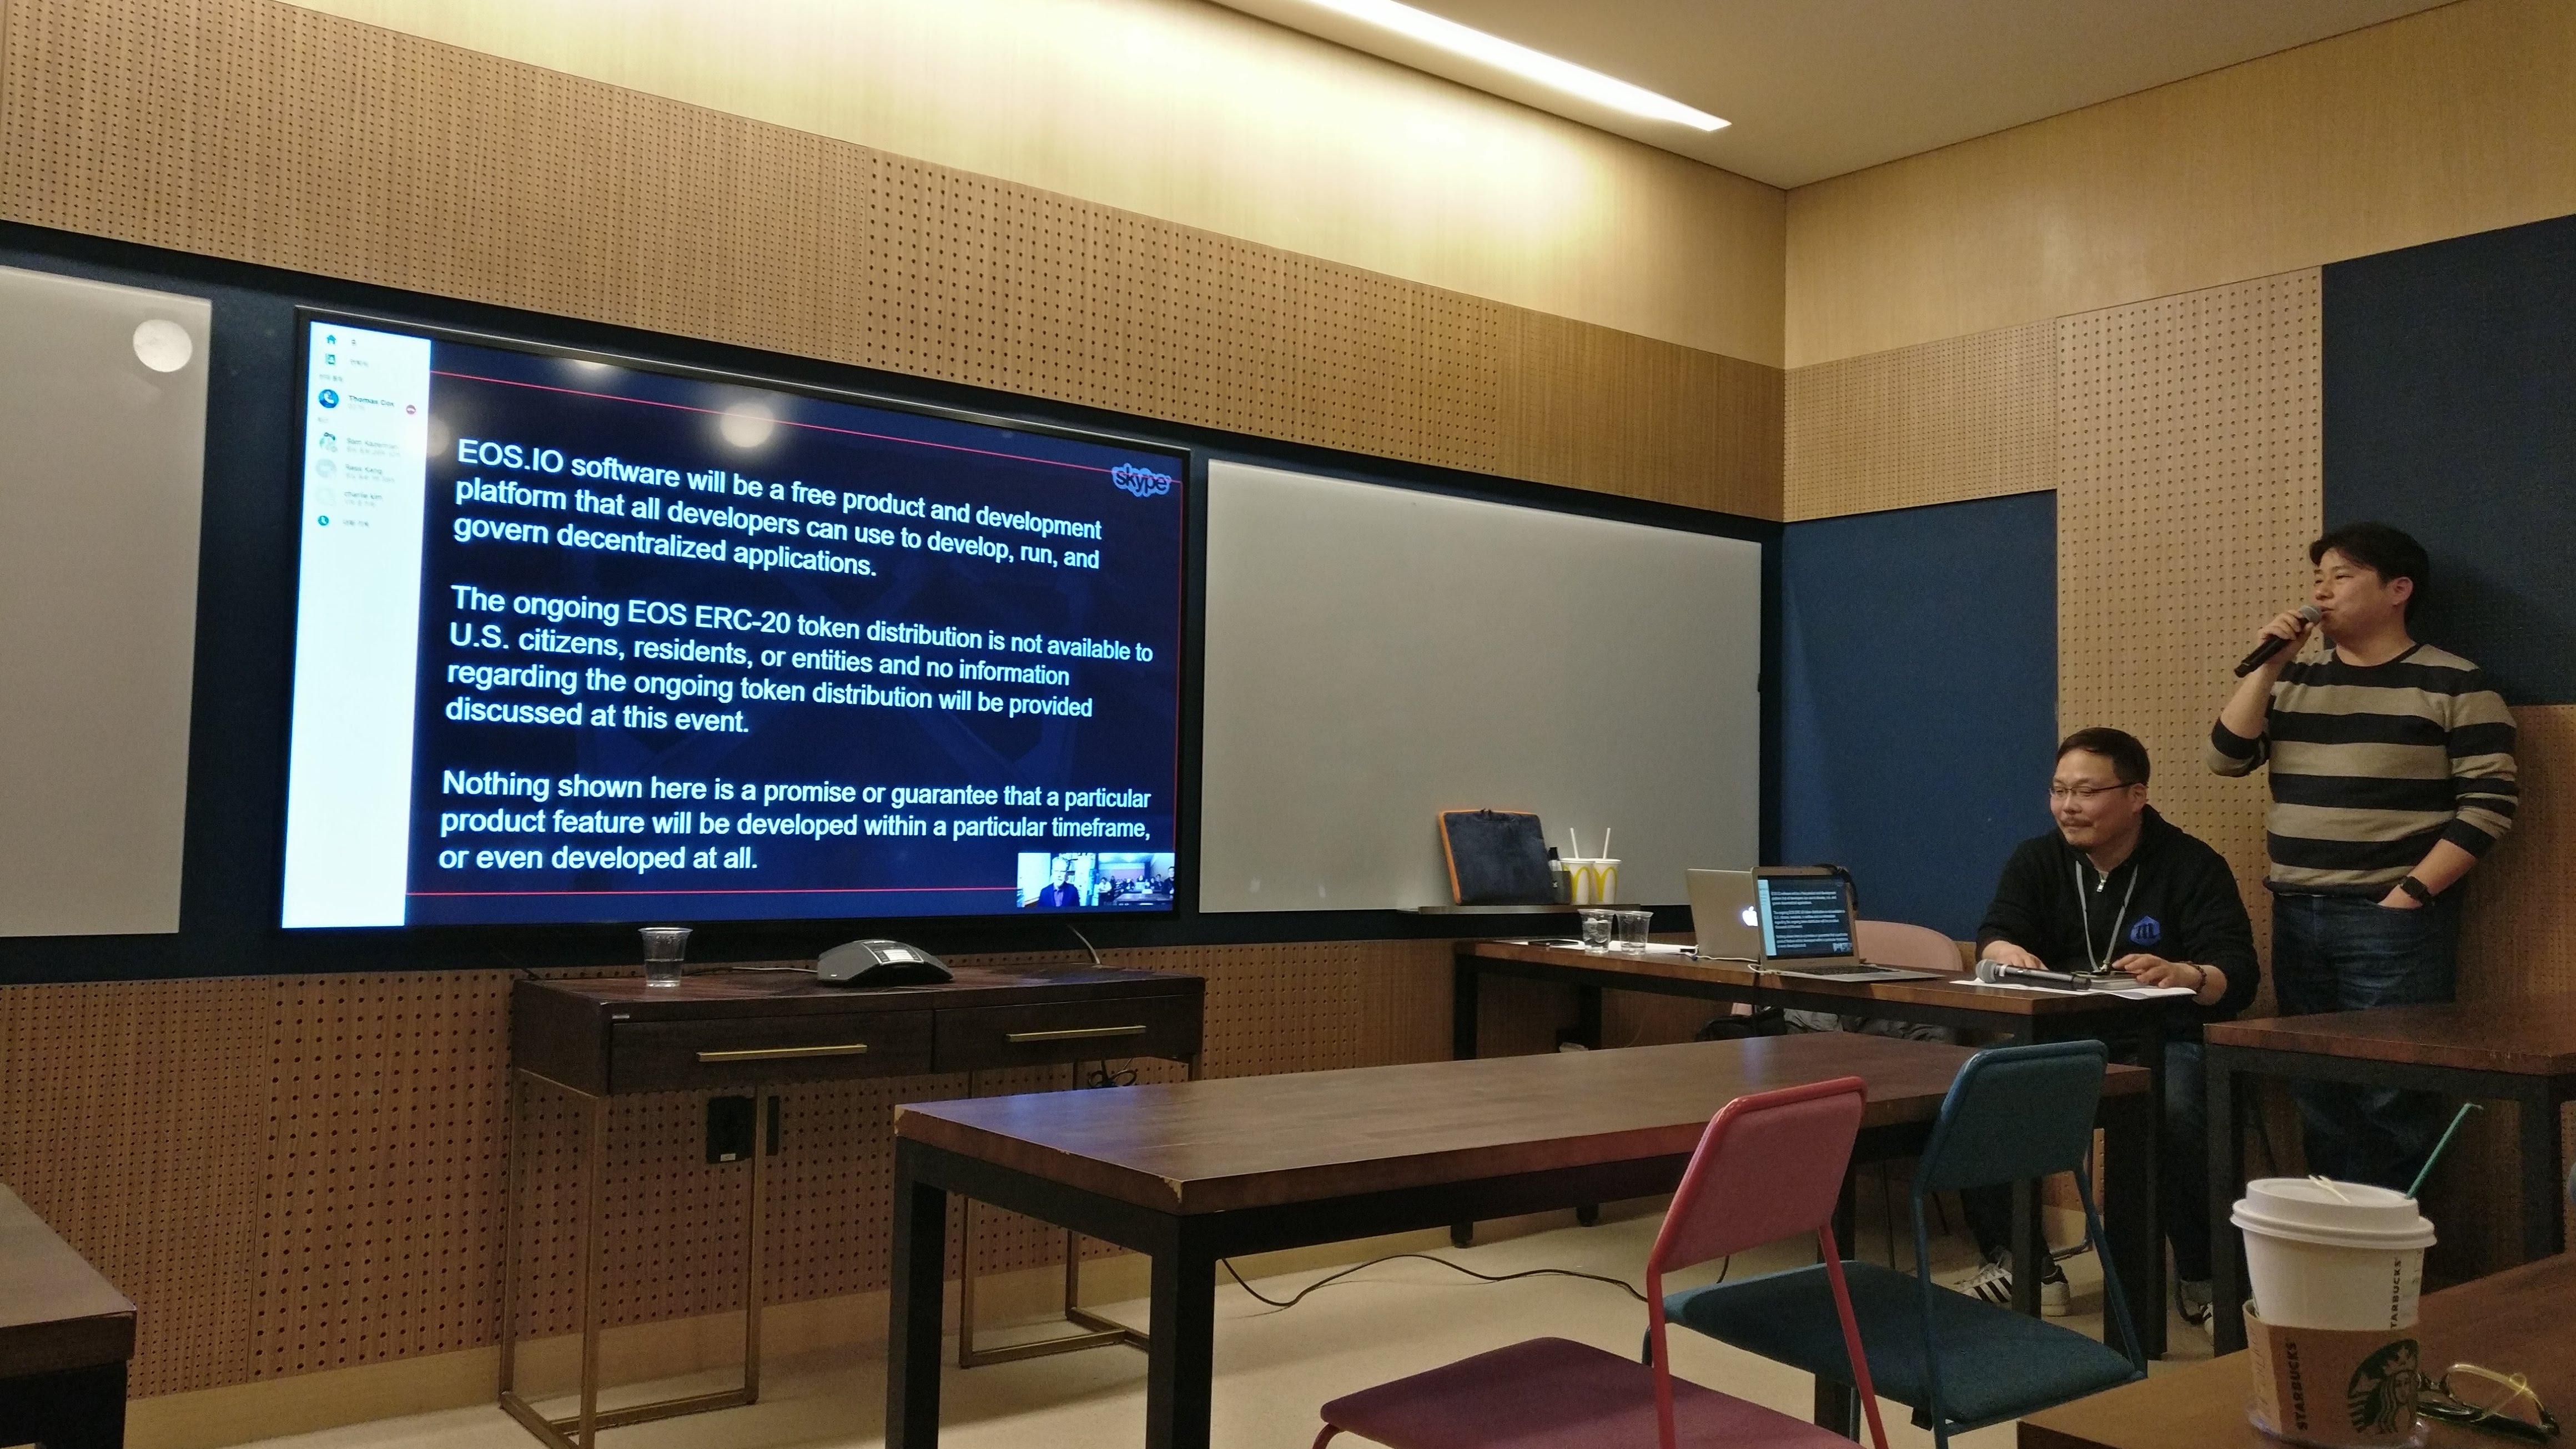 Thomas Cox
charlie kim
skype
EOS.IO software will be a free product and development
platform that all developers can use to develop, run, and
govern decentralized applications.
The ongoing EOS ERC-20 token distribution is not available to
U.S. citizens, residents, or entities and no information
regarding the ongoing token distribution will be provided
discussed at this event.
Nothing shown here is a promise or guarantee that a particular
product feature will be developed within a particular timeframe,
or even developed at all.
STARBUCKS
STARBUCKS